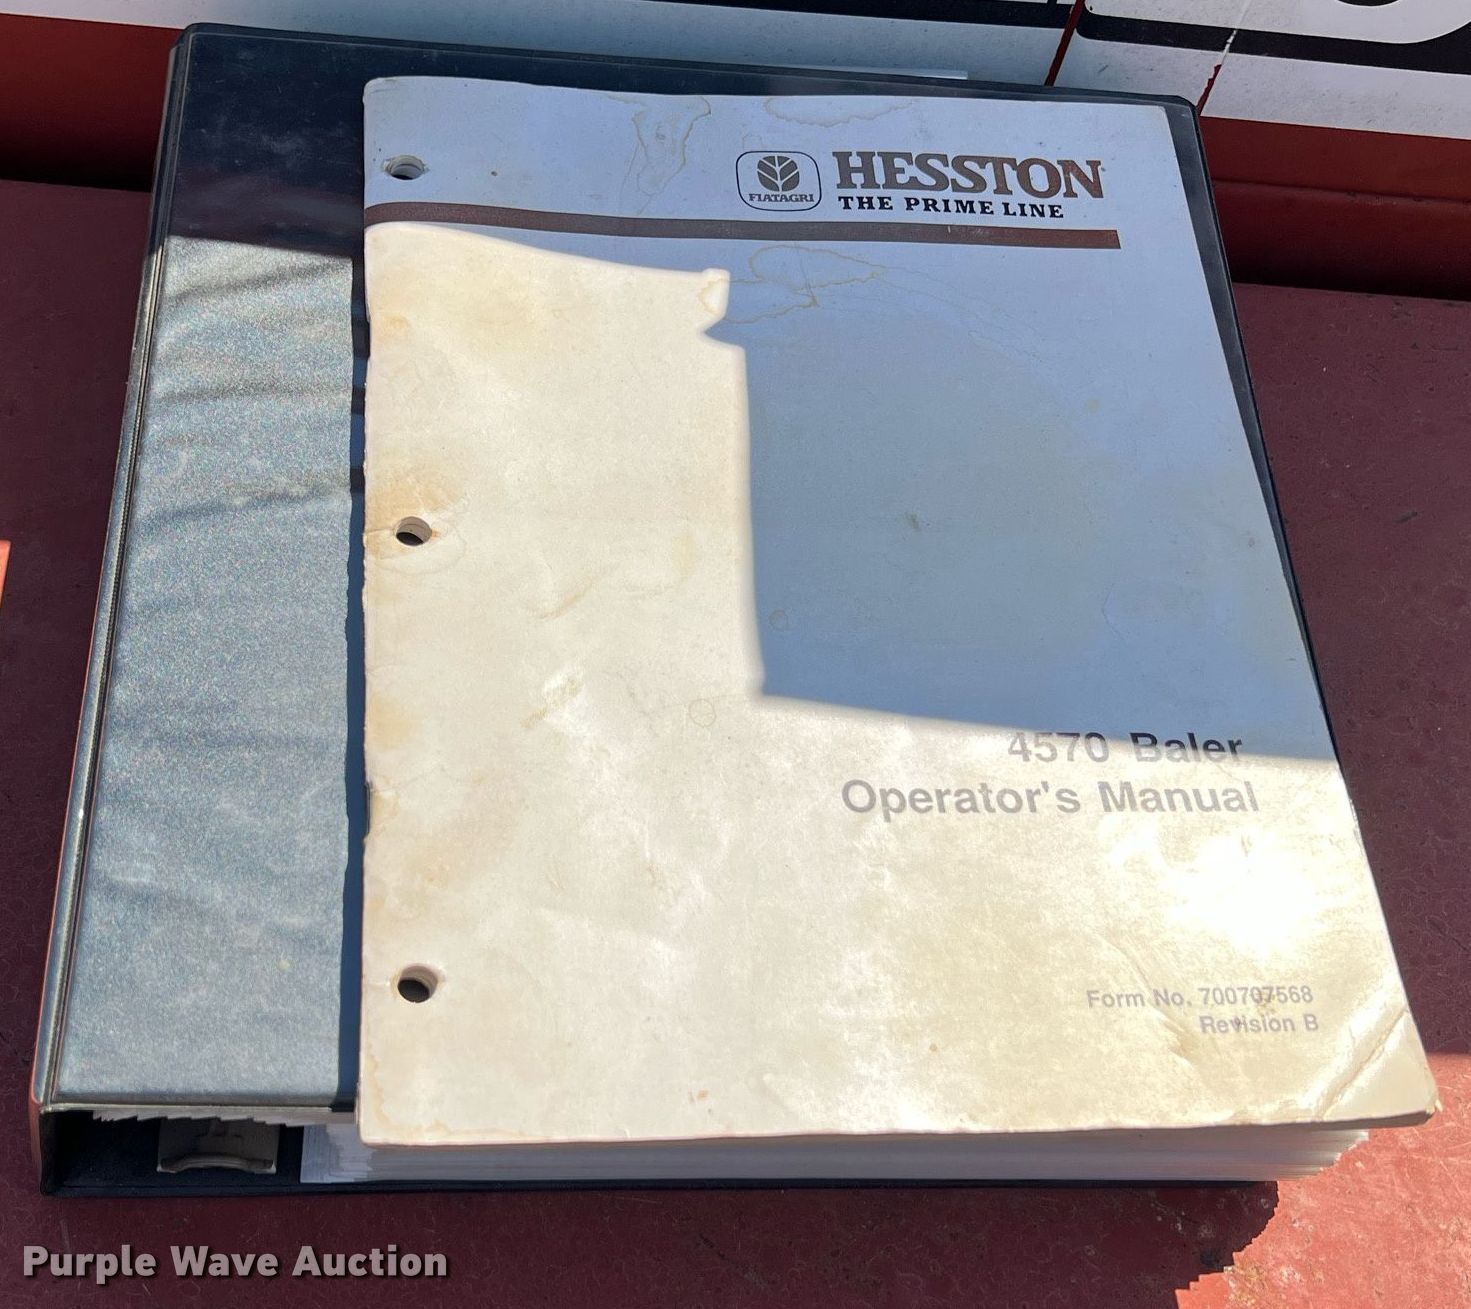 FIATAGRI
HESSTON
THE PRIME LINE
4570 Baler
Operator's Manual
Form No. 700707568
Revision B
Purple Wave Auction